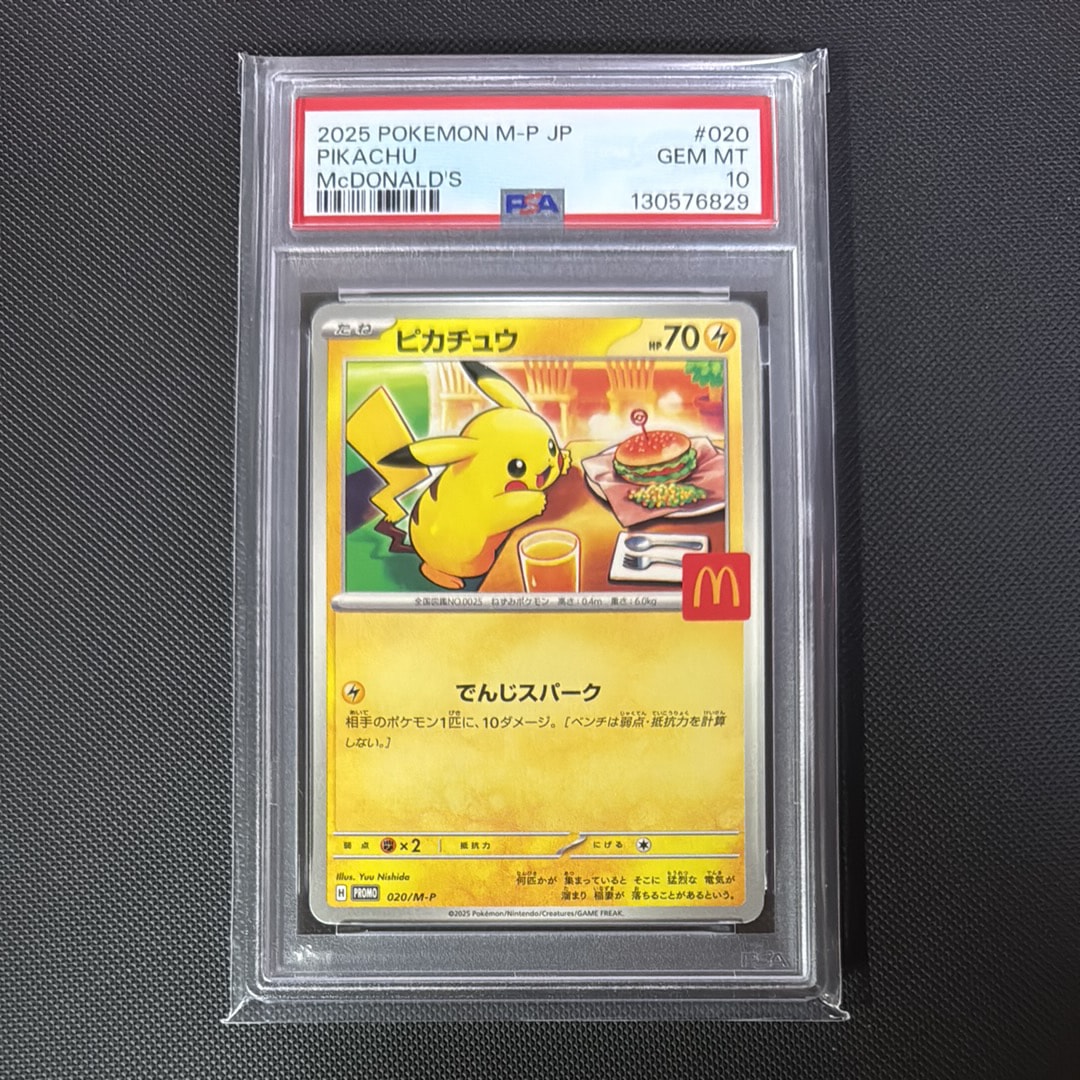 2025 POKEMON M-P JP #020
PIKACHU GEM MT
McDONALD'S 10
PSA 130576829
たね ピカチュウ HP70
全国図鑑NO.0025 ねずみポケモン 高さ:0.4m 重さ:6.0kg
M
でんじスパーク
相手のポケモン1匹に、10ダメージ。[ベンチは弱点・抵抗力を計算
しない。]
弱点 ×2 抵抗力 にげる
Illus. Yuu Nishida
何匹かが 集まっていると そこに 猛烈な 電気が
溜まり 稲妻が 落ちることがあるという。
H PROMO 020/M-P
©2025 Pokémon/Nintendo/Creatures/GAME FREAK.
PSA